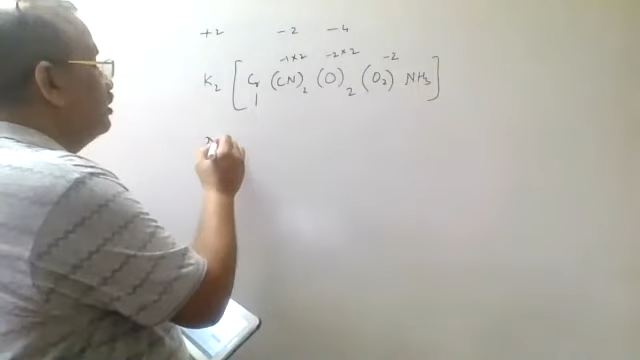 +2 -2 -4
-1×2 -2×2 -2
K₂ [Cr (CN)₂ (O)₂ (O₂) NH₃]